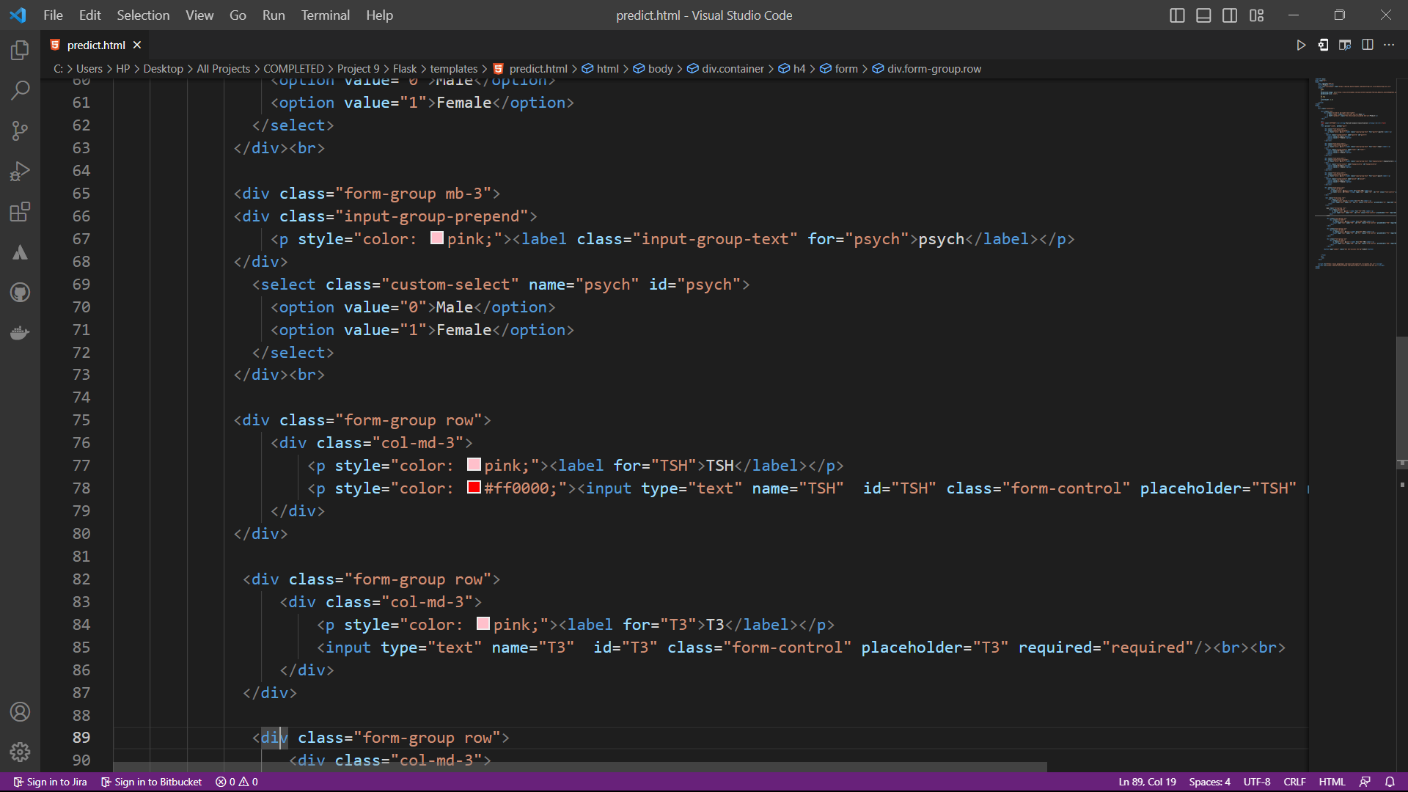 File Edit Selection View Go Run Terminal Help predict.html - Visual Studio Code
predict.html
C: > Users > HP > Desktop > All Projects > COMPLETED > Project 9 > Flask > templates > predict.html > html > body > div.container > h4 > form > div.form-group.row
60 <option value="0">Male</option>
61 <option value="1">Female</option>
62 </select>
63 </div><br>
64
65 <div class="form-group mb-3">
66 <div class="input-group-prepend">
67 <p style="color: pink;"><label class="input-group-text" for="psych">psych</label></p>
68 </div>
69 <select class="custom-select" name="psych" id="psych">
70 <option value="0">Male</option>
71 <option value="1">Female</option>
72 </select>
73 </div><br>
74
75 <div class="form-group row">
76 <div class="col-md-3">
77 <p style="color: pink;"><label for="TSH">TSH</label></p>
78 <p style="color: #ff0000;"><input type="text" name="TSH"  id="TSH" class="form-control" placeholder="TSH"
79 </div>
80 </div>
81
82 <div class="form-group row">
83 <div class="col-md-3">
84 <p style="color: pink;"><label for="T3">T3</label></p>
85 <input type="text" name="T3"  id="T3" class="form-control" placeholder="T3" required="required"/><br><br>
86 </div>
87 </div>
88
89 <div class="form-group row">
90 <div class="col-md-3">
Sign in to Jira Sign in to Bitbucket 0 0 Ln 89, Col 19 Spaces: 4 UTF-8 CRLF HTML